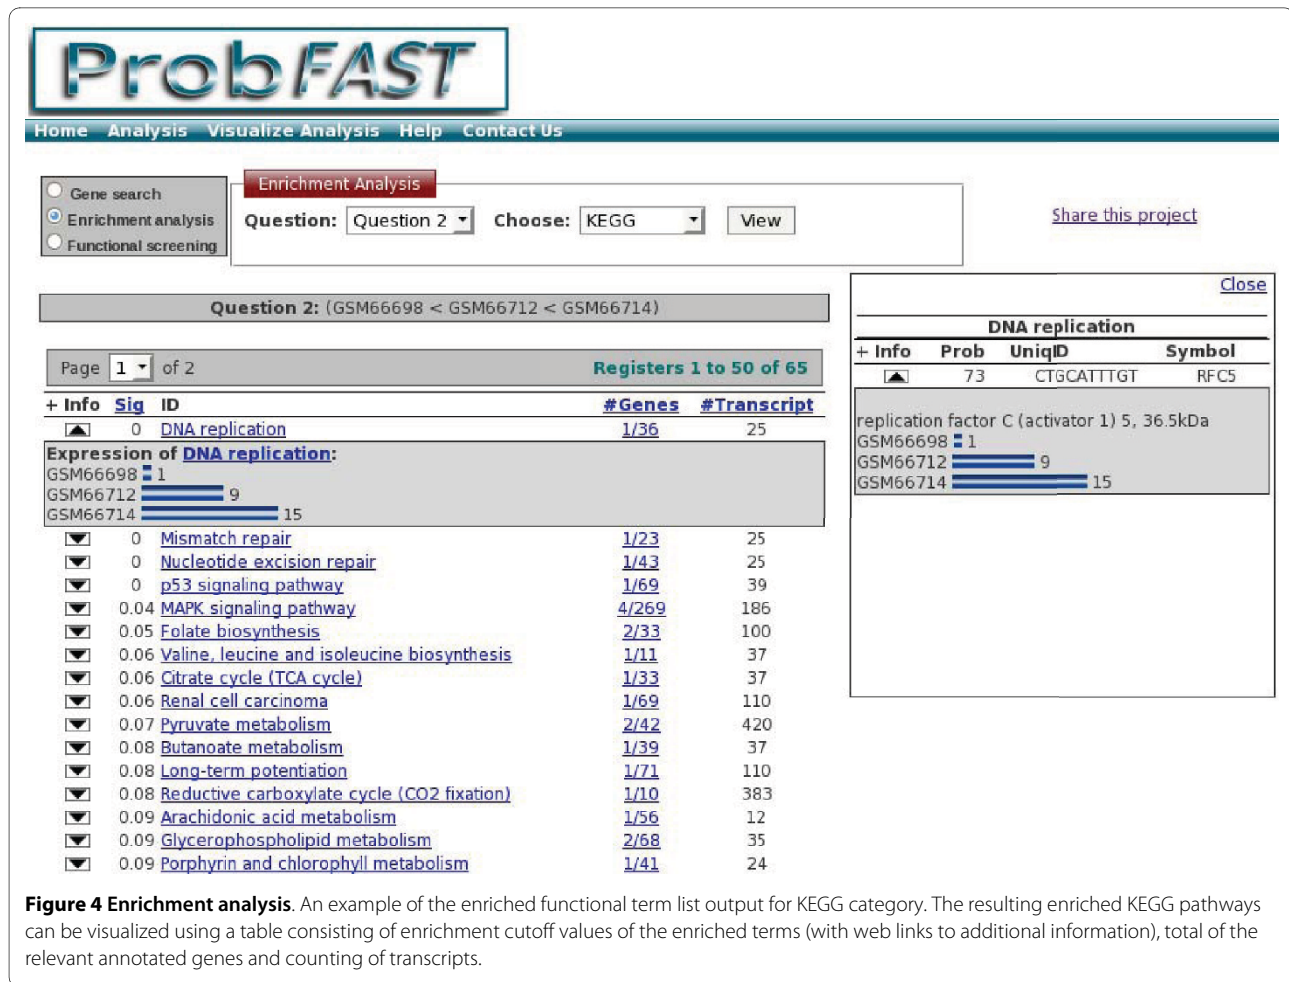 ProbFAST
Home Analysis Visualize Analysis Help Contact Us
Gene search
Enrichment analysis
Functional screening
Enrichment Analysis
Question: Question 2 Choose: KEGG View
Share this project
Question 2: (GSM66698 < GSM66712 < GSM66714)
Page 1 of 2 Registers 1 to 50 of 65
+ Info Sig ID #Genes #Transcript
0 DNA replication 1/36 25
Expression of DNA replication:
GSM66698 1
GSM66712 9
GSM66714 15
0 Mismatch repair 1/23 25
0 Nucleotide excision repair 1/43 25
0 p53 signaling pathway 1/69 39
0.04 MAPK signaling pathway 4/269 186
0.05 Folate biosynthesis 2/33 100
0.06 Valine, leucine and isoleucine biosynthesis 1/11 37
0.06 Citrate cycle (TCA cycle) 1/33 37
0.06 Renal cell carcinoma 1/69 110
0.07 Pyruvate metabolism 2/42 420
0.08 Butanoate metabolism 1/39 37
0.08 Long-term potentiation 1/71 110
0.08 Reductive carboxylate cycle (CO2 fixation) 1/10 383
0.09 Arachidonic acid metabolism 1/56 12
0.09 Glycerophospholipid metabolism 2/68 35
0.09 Porphyrin and chlorophyll metabolism 1/41 24
Close
DNA replication
+ Info Prob UniqID Symbol
73 CTGCATTTGT RFC5
replication factor C (activator 1) 5, 36.5kDa
GSM66698 1
GSM66712 9
GSM66714 15
Figure 4 Enrichment analysis. An example of the enriched functional term list output for KEGG category. The resulting enriched KEGG pathways
can be visualized using a table consisting of enrichment cutoff values of the enriched terms (with web links to additional information), total of the
relevant annotated genes and counting of transcripts.